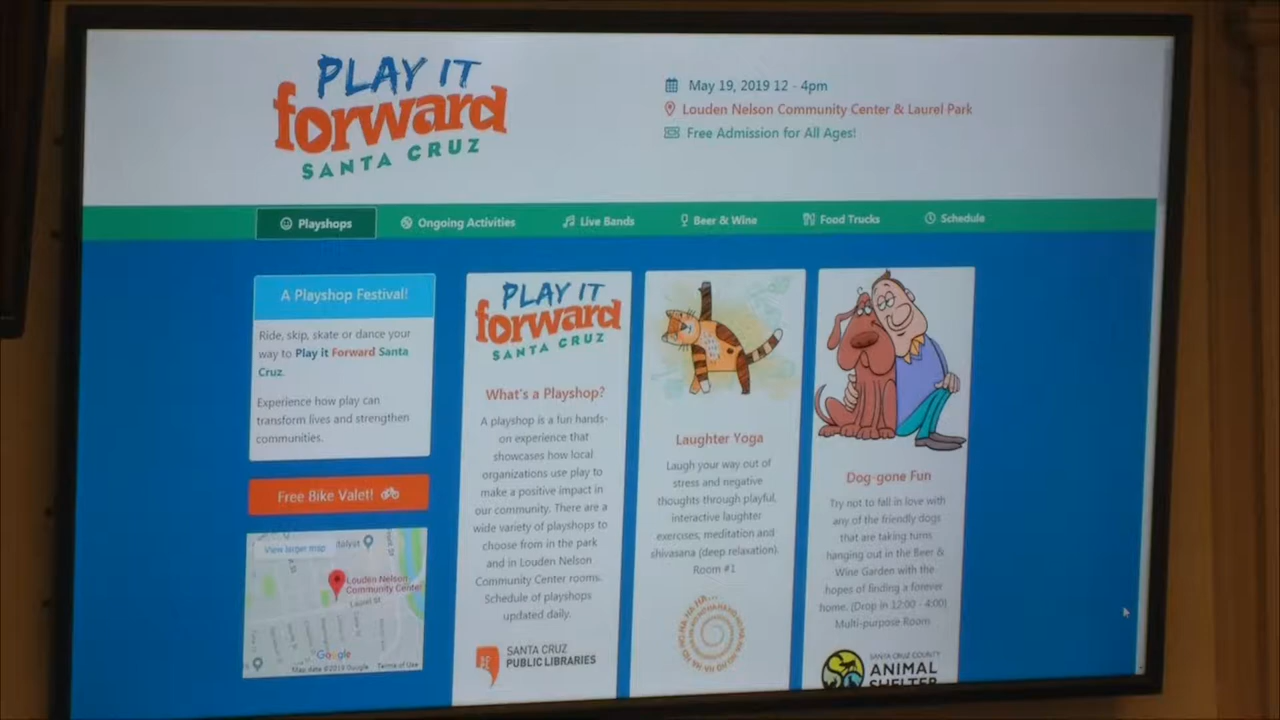 PLAY IT
forward
SANTA CRUZ
May 19, 2019 12 - 4pm
Louden Nelson Community Center & Laurel Park
Free Admission for All Ages!
Playshops
Ongoing Activities
Live Bands
Beer & Wine
Food Trucks
Schedule
A Playshop Festival!
Ride, skip, skate or dance your
way to Play it Forward Santa
Cruz.
Experience how play can
transform lives and strengthen
communities.
Free Bike Valet!
View larger map
Louden Nelson
Community Center
Laurel St
Google
Map data ©2019 Google
Terms of Use
PLAY IT
forward
SANTA CRUZ
What's a Playshop?
A playshop is a fun hands-
on experience that
showcases how local
organizations use play to
make a positive impact in
our community. There are a
wide variety of playshops to
choose from in the park
and in Louden Nelson
Community Center rooms.
Schedule of playshops
updated daily.
SANTA CRUZ
PUBLIC LIBRARIES
Laughter Yoga
Laugh your way out of
stress and negative
thoughts through playful,
interactive laughter
exercises, meditation and
shivasana (deep relaxation).
Room #1
Dog-gone Fun
Try not to fall in love with
any of the friendly dogs
that are taking turns
hanging out in the Beer &
Wine Garden with the
hopes of finding a forever
home. (Drop in 12:00 - 4:00)
Multi-purpose Room
SANTA CRUZ COUNTY
ANIMAL
SHELTER